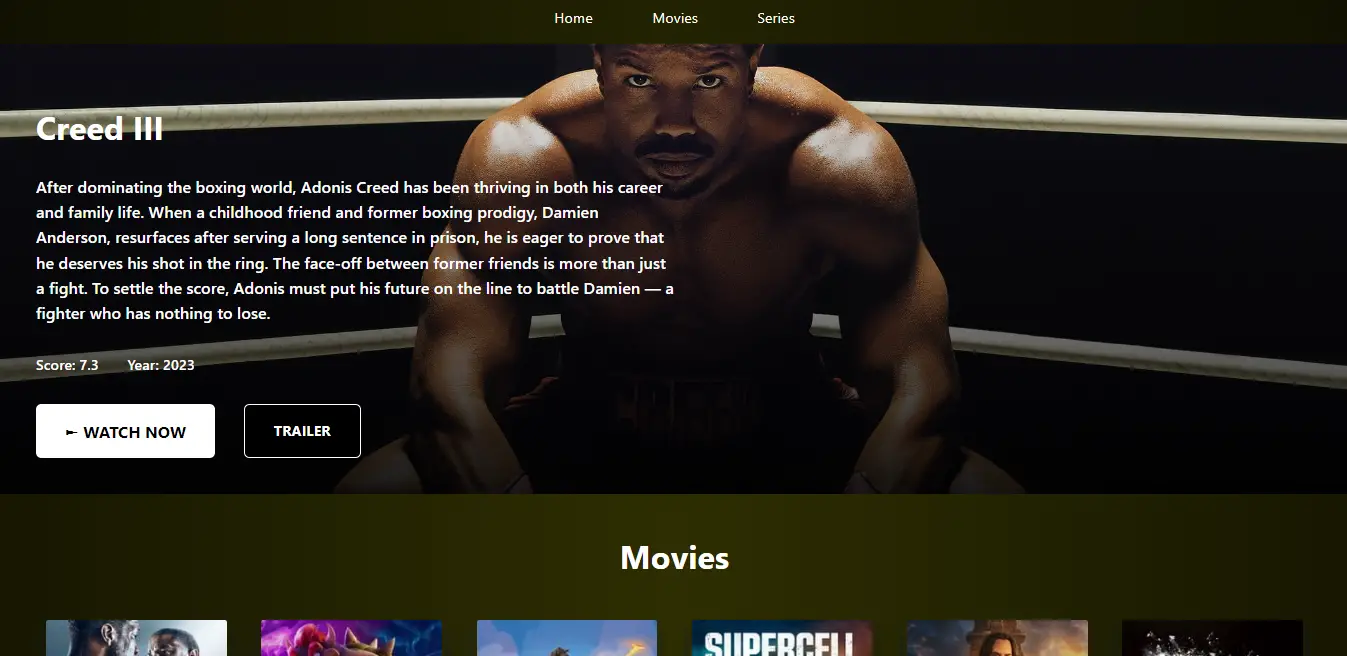 Home Movies Series
Creed III
After dominating the boxing world, Adonis Creed has been thriving in both his career
and family life. When a childhood friend and former boxing prodigy, Damien
Anderson, resurfaces after serving a long sentence in prison, he is eager to prove that
he deserves his shot in the ring. The face-off between former friends is more than just
a fight. To settle the score, Adonis must put his future on the line to battle Damien — a
fighter who has nothing to lose.
Score: 7.3 Year: 2023
► WATCH NOW TRAILER
Movies
SUPERCELL